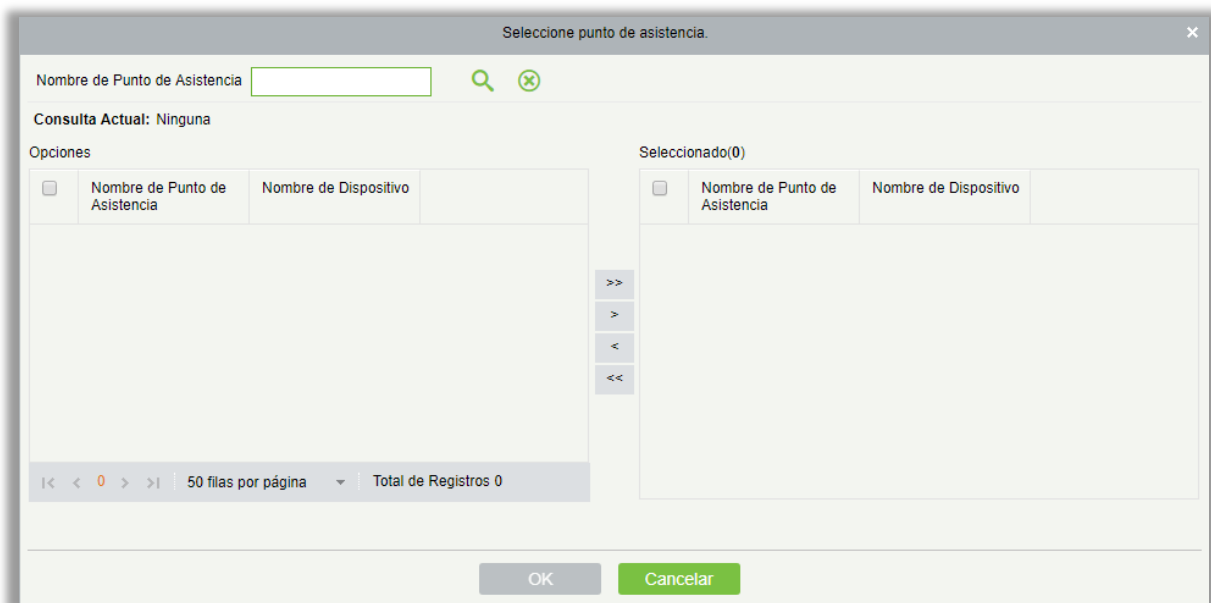 Seleccione punto de asistencia.
×
Nombre de Punto de Asistencia
Consulta Actual: Ninguna
Opciones
Seleccionado(0)
Nombre de Punto de
Asistencia
Nombre de Dispositivo
Nombre de Punto de
Asistencia
Nombre de Dispositivo
>>
>
<
<<
|< < 0 > >| 50 filas por página Total de Registros 0
OK
Cancelar